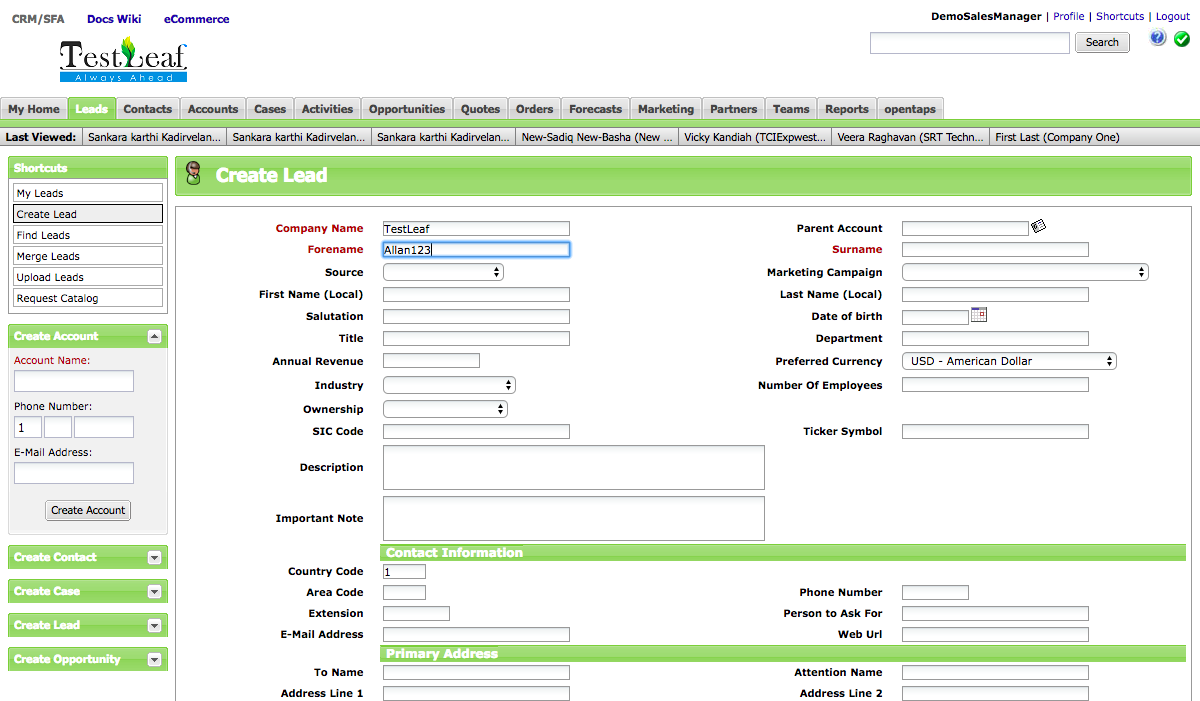 CRM/SFA Docs Wiki eCommerce
DemoSalesManager | Profile | Shortcuts | Logout
Search ?
TestLeaf
Always Ahead
My Home Leads Contacts Accounts Cases Activities Opportunities Quotes Orders Forecasts Marketing Partners Teams Reports opentaps
Last Viewed: Sankara karthi Kadirvelan... Sankara karthi Kadirvelan... Sankara karthi Kadirvelan... New-Sadiq New-Basha (New ... Vicky Kandiah (TCIExpwest... Veera Raghavan (SRT Techn... First Last (Company One)
Shortcuts
My Leads
Create Lead
Find Leads
Merge Leads
Upload Leads
Request Catalog
Create Account
Account Name:
Phone Number:
1
E-Mail Address:
Create Account
Create Contact
Create Case
Create Lead
Create Opportunity
Create Lead
Company Name TestLeaf Parent Account
Forename Allan123 Surname
Source Marketing Campaign
First Name (Local) Last Name (Local)
Salutation Date of birth
Title Department
Annual Revenue Preferred Currency USD - American Dollar
Industry Number Of Employees
Ownership
SIC Code Ticker Symbol
Description
Important Note
Contact Information
Country Code 1
Area Code Phone Number
Extension Person to Ask For
E-Mail Address Web Url
Primary Address
To Name Attention Name
Address Line 1 Address Line 2